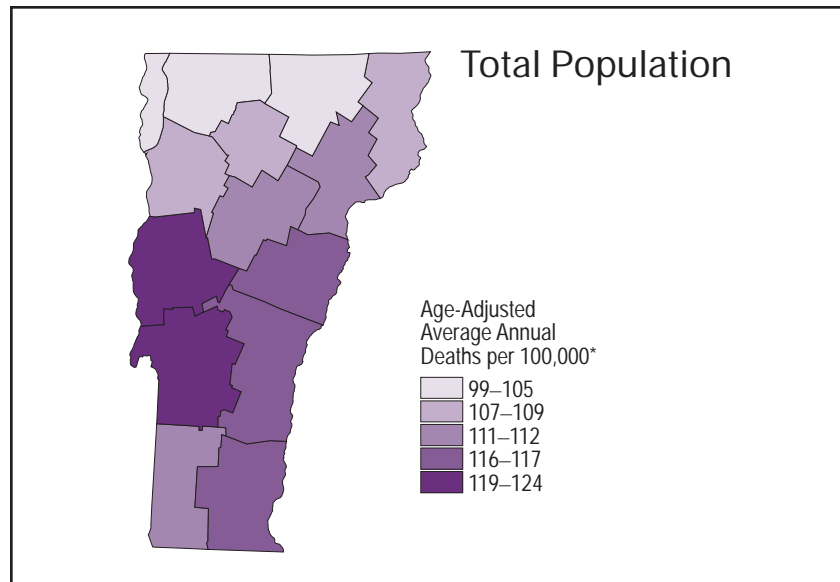 Total Population
Age-Adjusted
Average Annual
Deaths per 100,000*
99–105
107–109
111–112
116–117
119–124